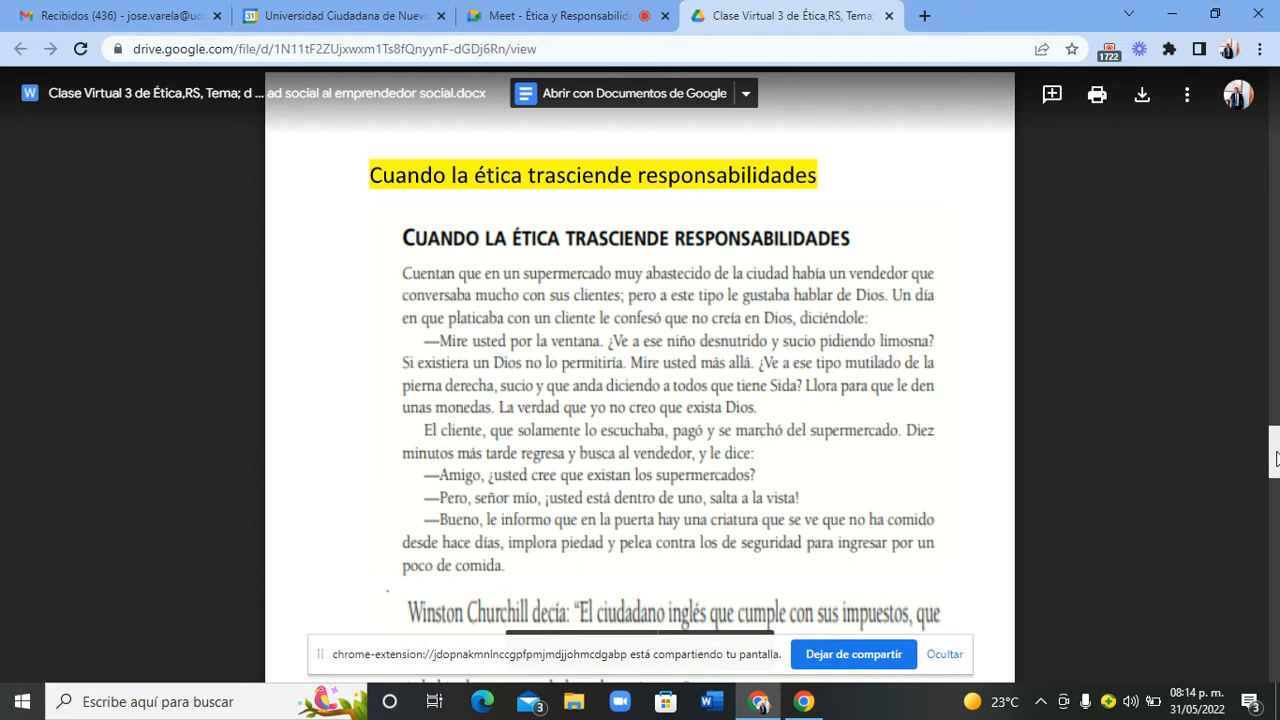 Recibidos (436) - jose.varela@ucn
Universidad Ciudadana de Nuevo
Meet - Ética y Responsabilida
Clase Virtual 3 de Ética,RS, Tema;
drive.google.com/file/d/1N11tF2ZUjxwxm1Ts8fQnyynF-dGDj6Rn/view
1722
Clase Virtual 3 de Ética,RS, Tema; d ... ad social al emprendedor social.docx
Abrir con Documentos de Google
Cuando la ética trasciende responsabilidades
CUANDO LA ÉTICA TRASCIENDE RESPONSABILIDADES
Cuentan que en un supermercado muy abastecido de la ciudad había un vendedor que
conversaba mucho con sus clientes; pero a este tipo le gustaba hablar de Dios. Un día
en que platicaba con un cliente le confesó que no creía en Dios, diciéndole:
—Mire usted por la ventana. ¿Ve a ese niño desnutrido y sucio pidiendo limosna?
Si existiera un Dios no lo permitiría. Mire usted más allá. ¿Ve a ese tipo mutilado de la
pierna derecha, sucio y que anda diciendo a todos que tiene Sida? Llora para que le den
unas monedas. La verdad que yo no creo que exista Dios.
El cliente, que solamente lo escuchaba, pagó y se marchó del supermercado. Diez
minutos más tarde regresa y busca al vendedor, y le dice:
—Amigo, ¿usted cree que existan los supermercados?
—Pero, señor mío, ¡usted está dentro de uno, salta a la vista!
—Bueno, le informo que en la puerta hay una criatura que se ve que no ha comido
desde hace días, implora piedad y pelea contra los de seguridad para ingresar por un
poco de comida.
Winston Churchill decía: “El ciudadano inglés que cumple con sus impuestos, que
chrome-extension://jdopnakmnlnccgpfpmjmdjjohmcdgabp está compartiendo tu pantalla.
Dejar de compartir
Ocultar
Escribe aquí para buscar
3
23°C
08:14 p. m.
31/05/2022
3